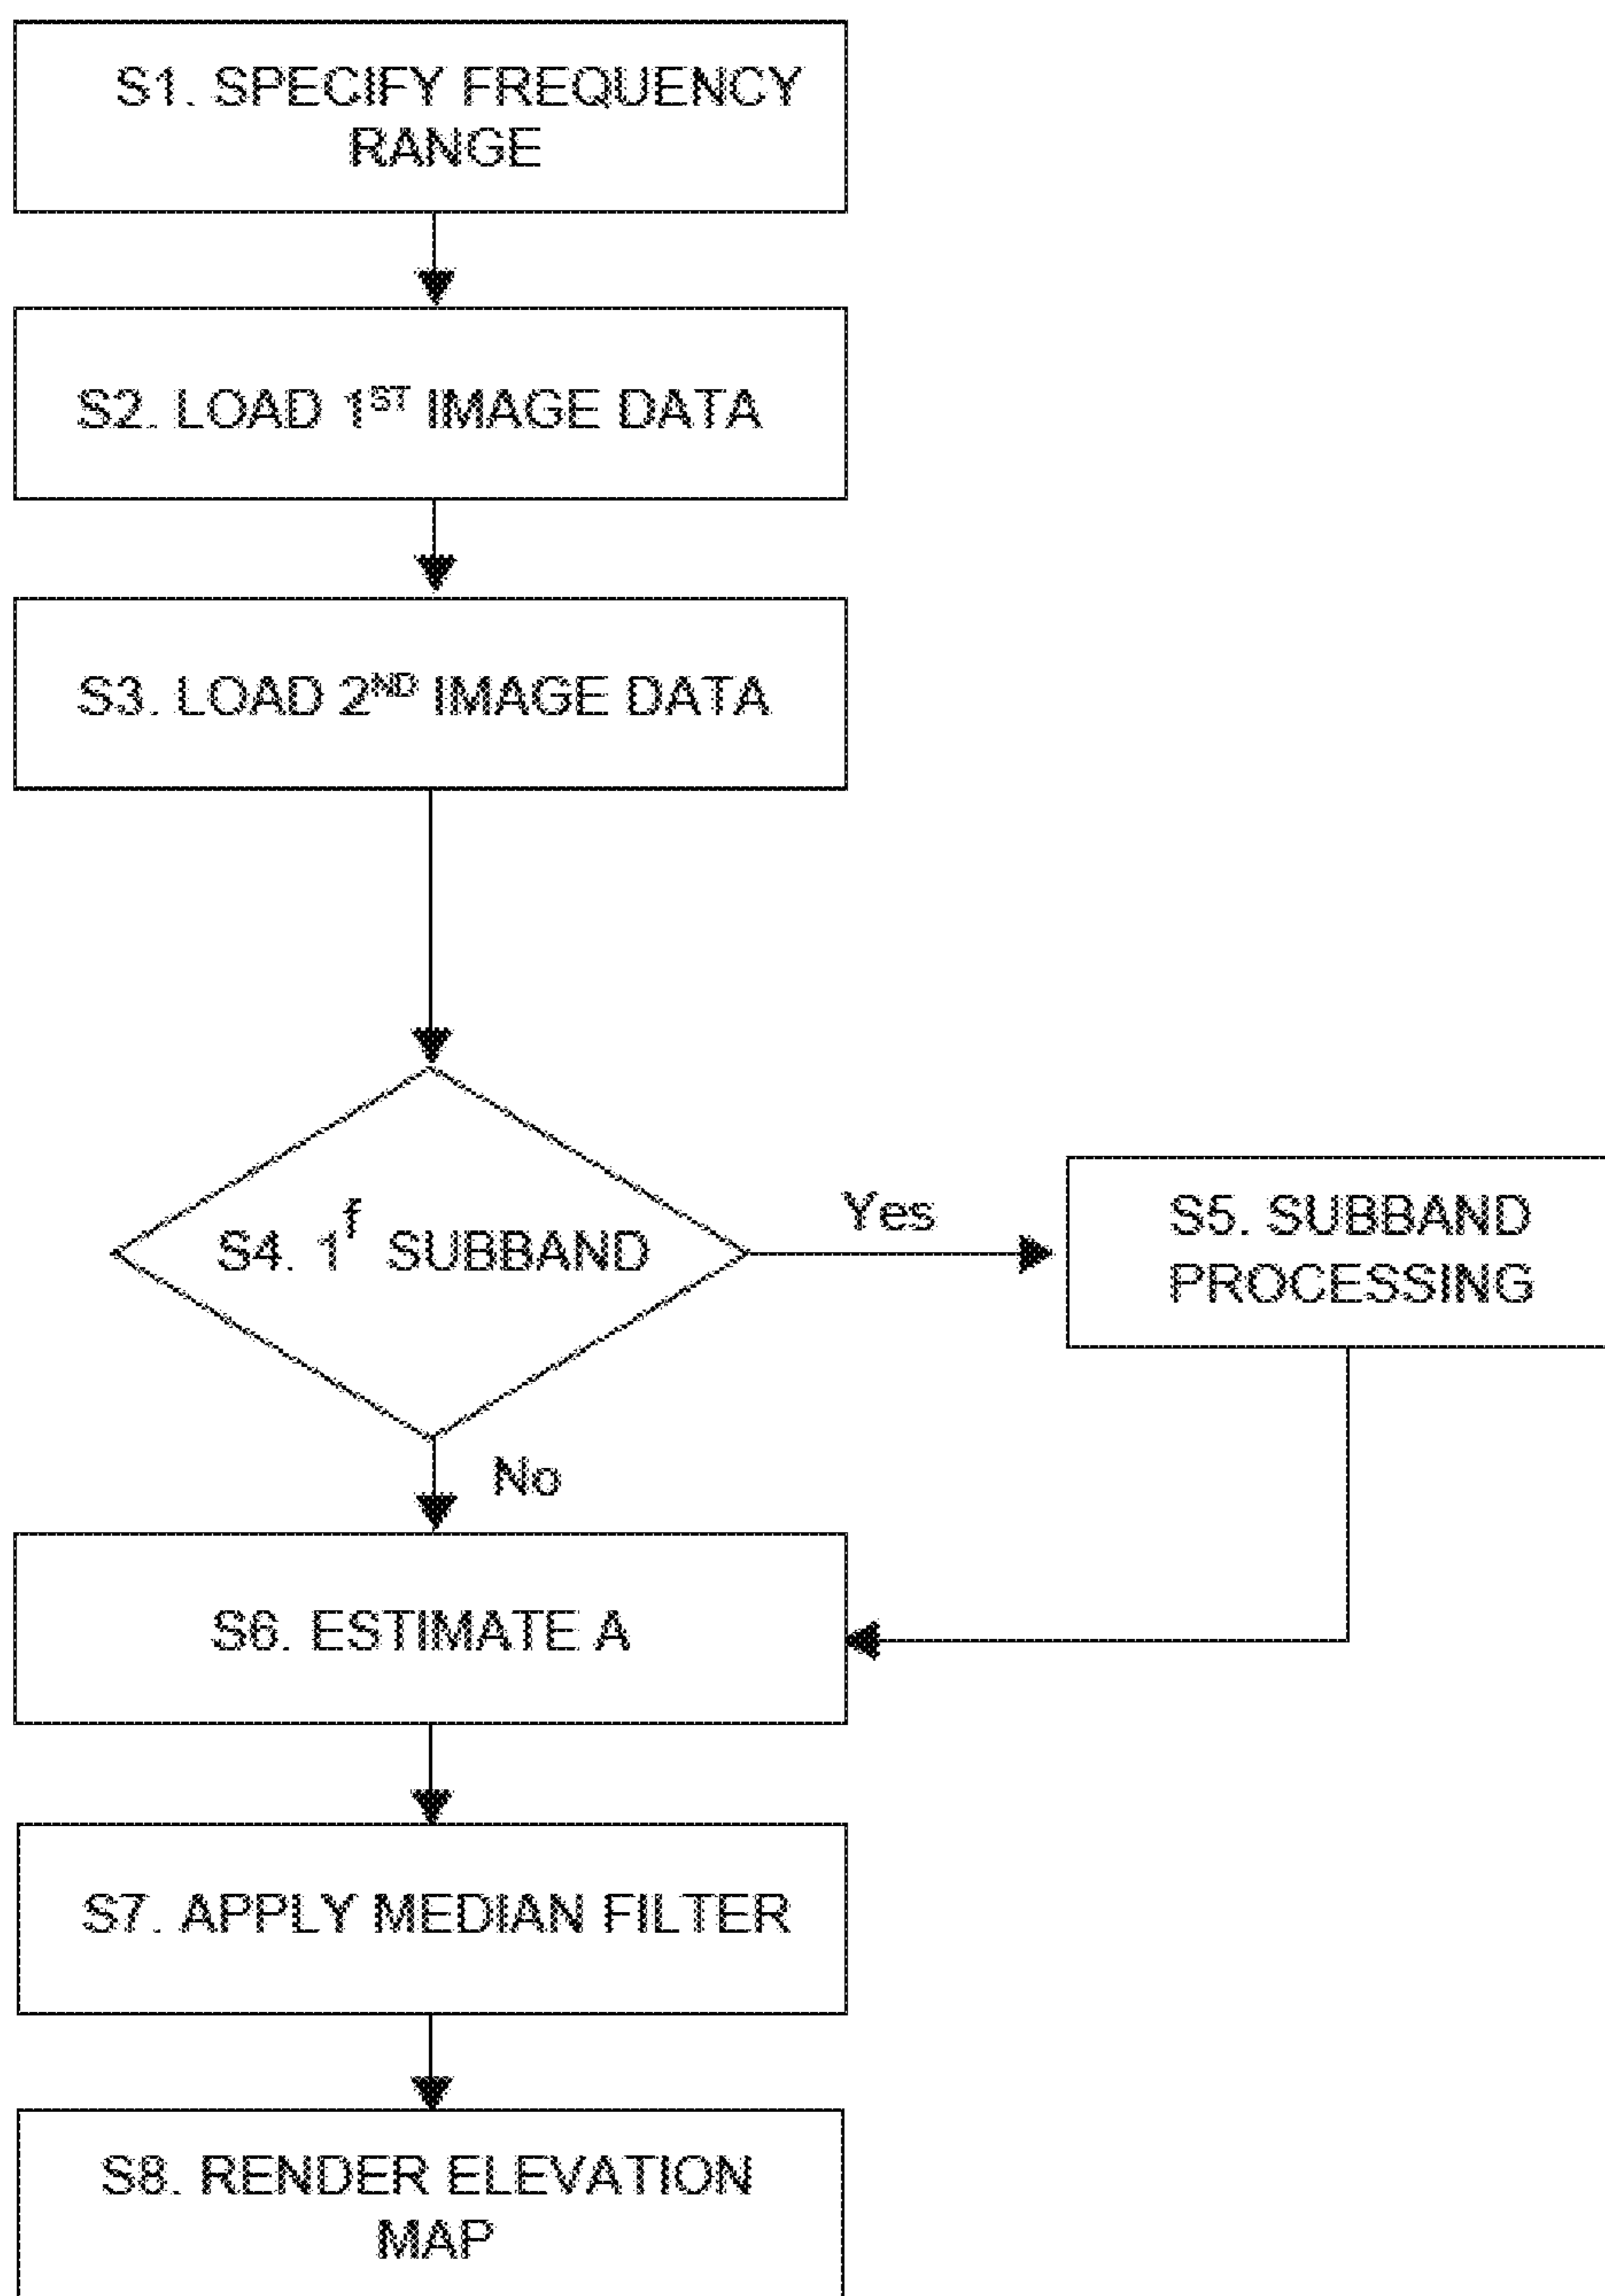 S1. SPECIFY FREQUENCY
RANGE
S2. LOAD 1ST IMAGE DATA
S3. LOAD 2ND IMAGE DATA
S4. 1f SUBBAND
Yes
S5. SUBBAND
PROCESSING
No
S6. ESTIMATE A
S7. APPLY MEDIAN FILTER
S8. RENDER ELEVATION
MAP